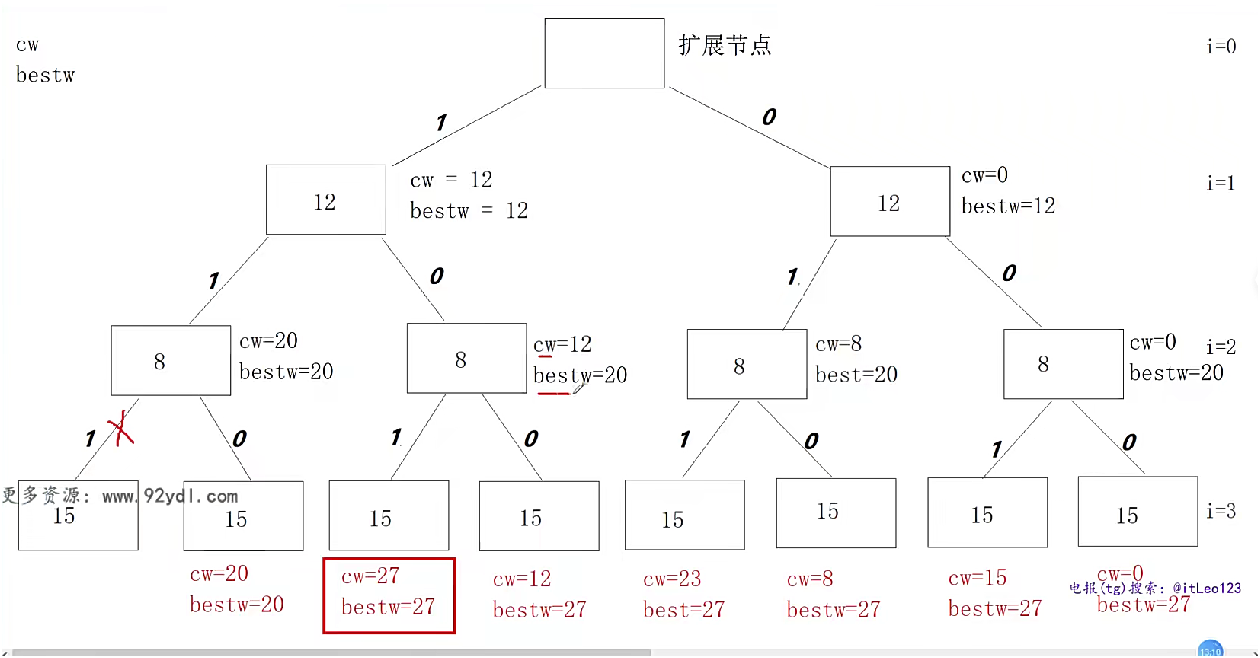 cw
bestw
扩展节点
i=0
1
0
12
cw = 12
bestw = 12
12
cw=0
bestw=12
i=1
1
0
1
0
8
cw=20
bestw=20
8
cw=12
bestw=20
8
cw=8
best=20
8
cw=0
bestw=20
i=2
1
0
1
0
1
0
1
0
更多资源: www.92ydl.com
15
15
15
15
15
15
15
15
i=3
cw=20
bestw=20
cw=27
bestw=27
cw=12
bestw=27
cw=23
best=27
cw=8
bestw=27
cw=15
bestw=27
cw=0
bestw=27
电报(tg)搜索: @itLeo123
13:10